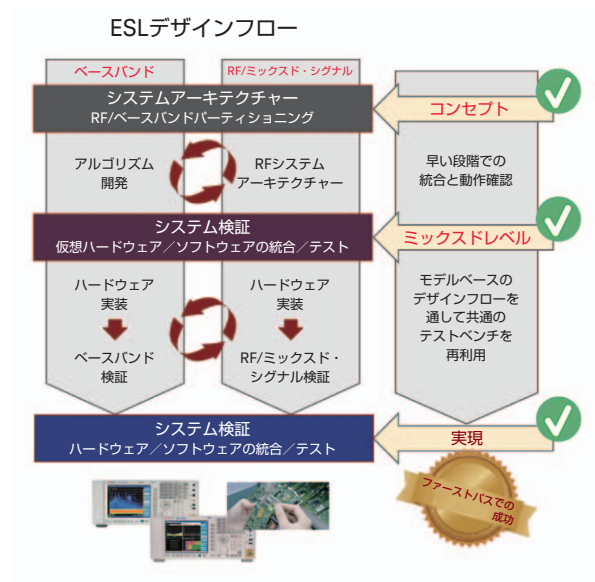 ESLデザインフロー
ベースバンド
RF/ミックスド・シグナル
システムアーキテクチャー
RF/ベースバンドパーティショニング
コンセプト
アルゴリズム
開発
RFシステム
アーキテクチャー
早い段階での
統合と動作確認
システム検証
仮想ハードウェア／ソフトウェアの統合／テスト
ミックスドレベル
ハードウェア
実装
ハードウェア
実装
モデルベースの
デザインフローを
通して共通の
テストベンチを
再利用
ベースバンド
検証
RF/ミックスド・
シグナル検証
システム検証
ハードウェア／ソフトウェアの統合／テスト
実現
ファーストパスでの
成功